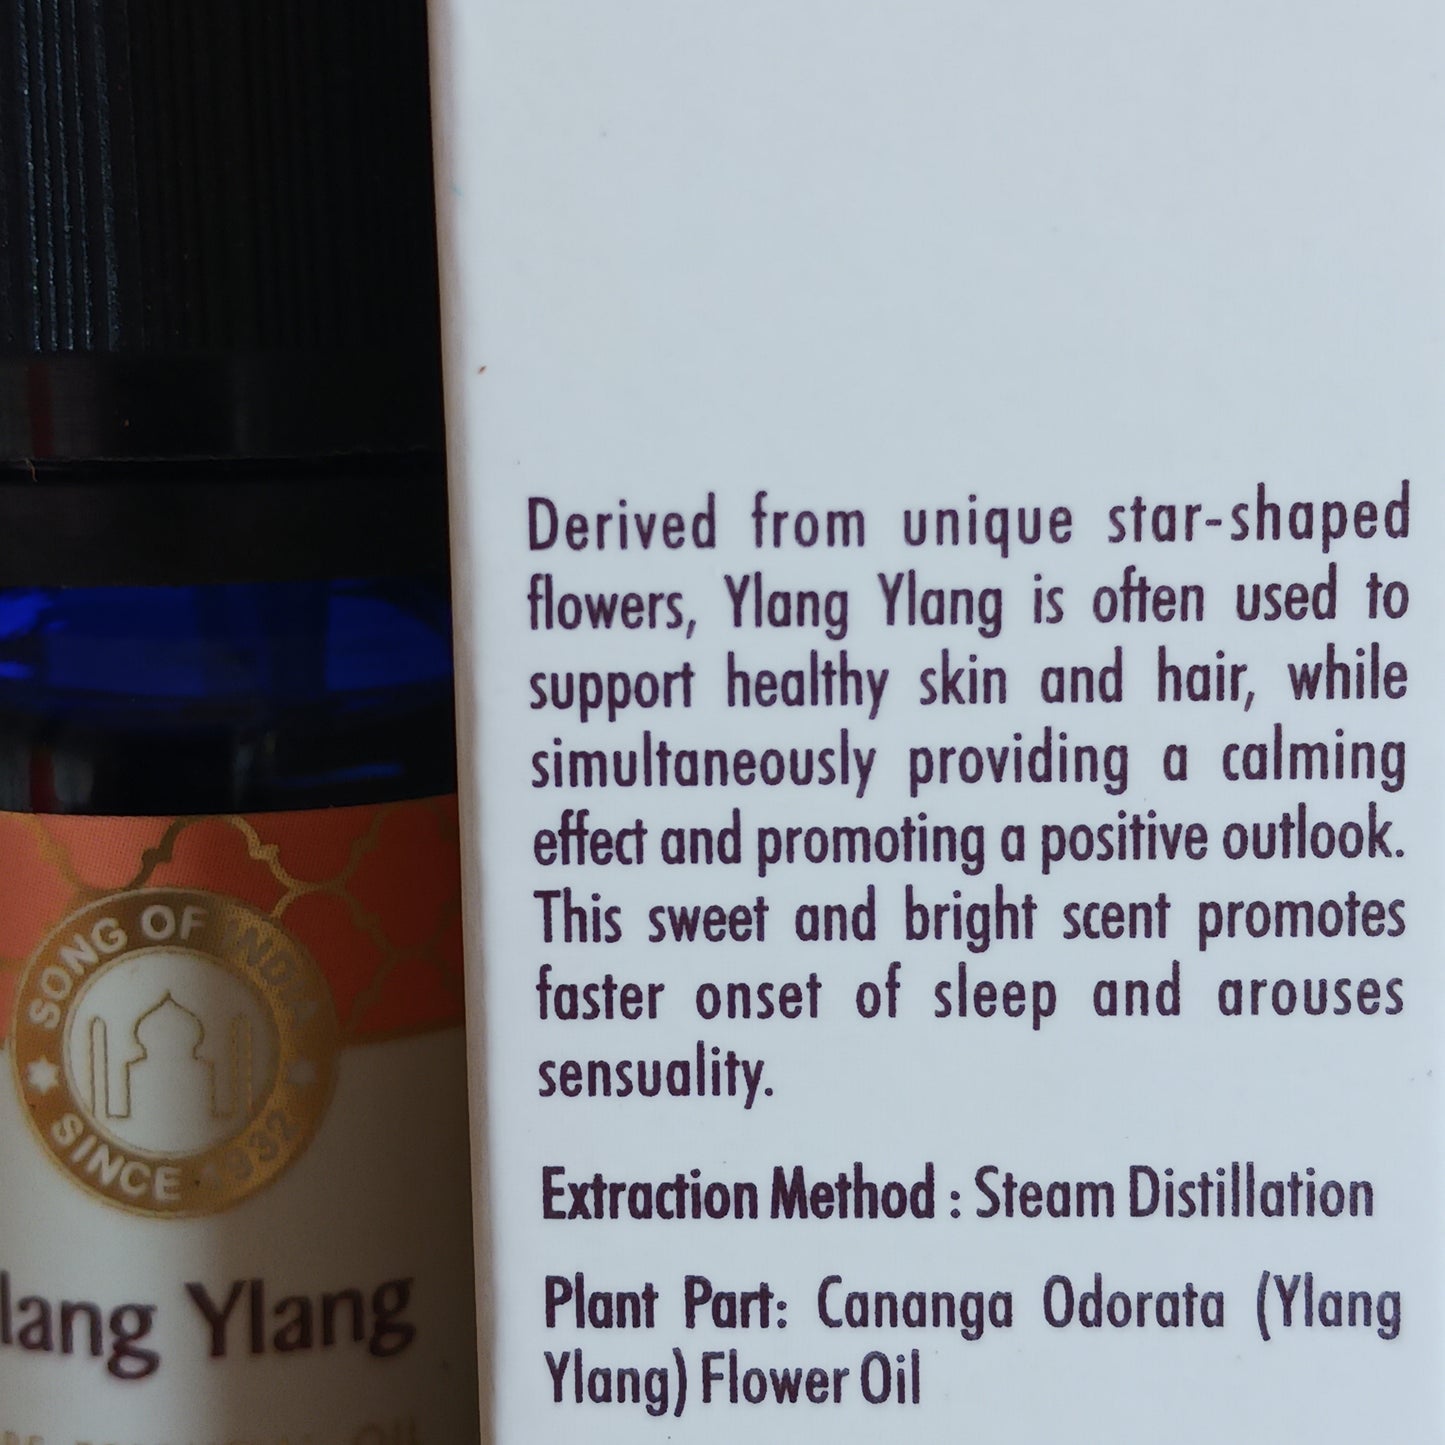 Derived from unique star-shaped
flowers, Ylang Ylang is often used to
support healthy skin and hair, while
simultaneously providing a calming
effect and promoting a positive outlook.
This sweet and bright scent promotes
faster onset of sleep and arouses
sensuality.
Extraction Method : Steam Distillation
Plant Part: Cananga Odorata (Ylang
Ylang) Flower Oil
SONG OF INDIA
SINCE 1932
lang Ylang